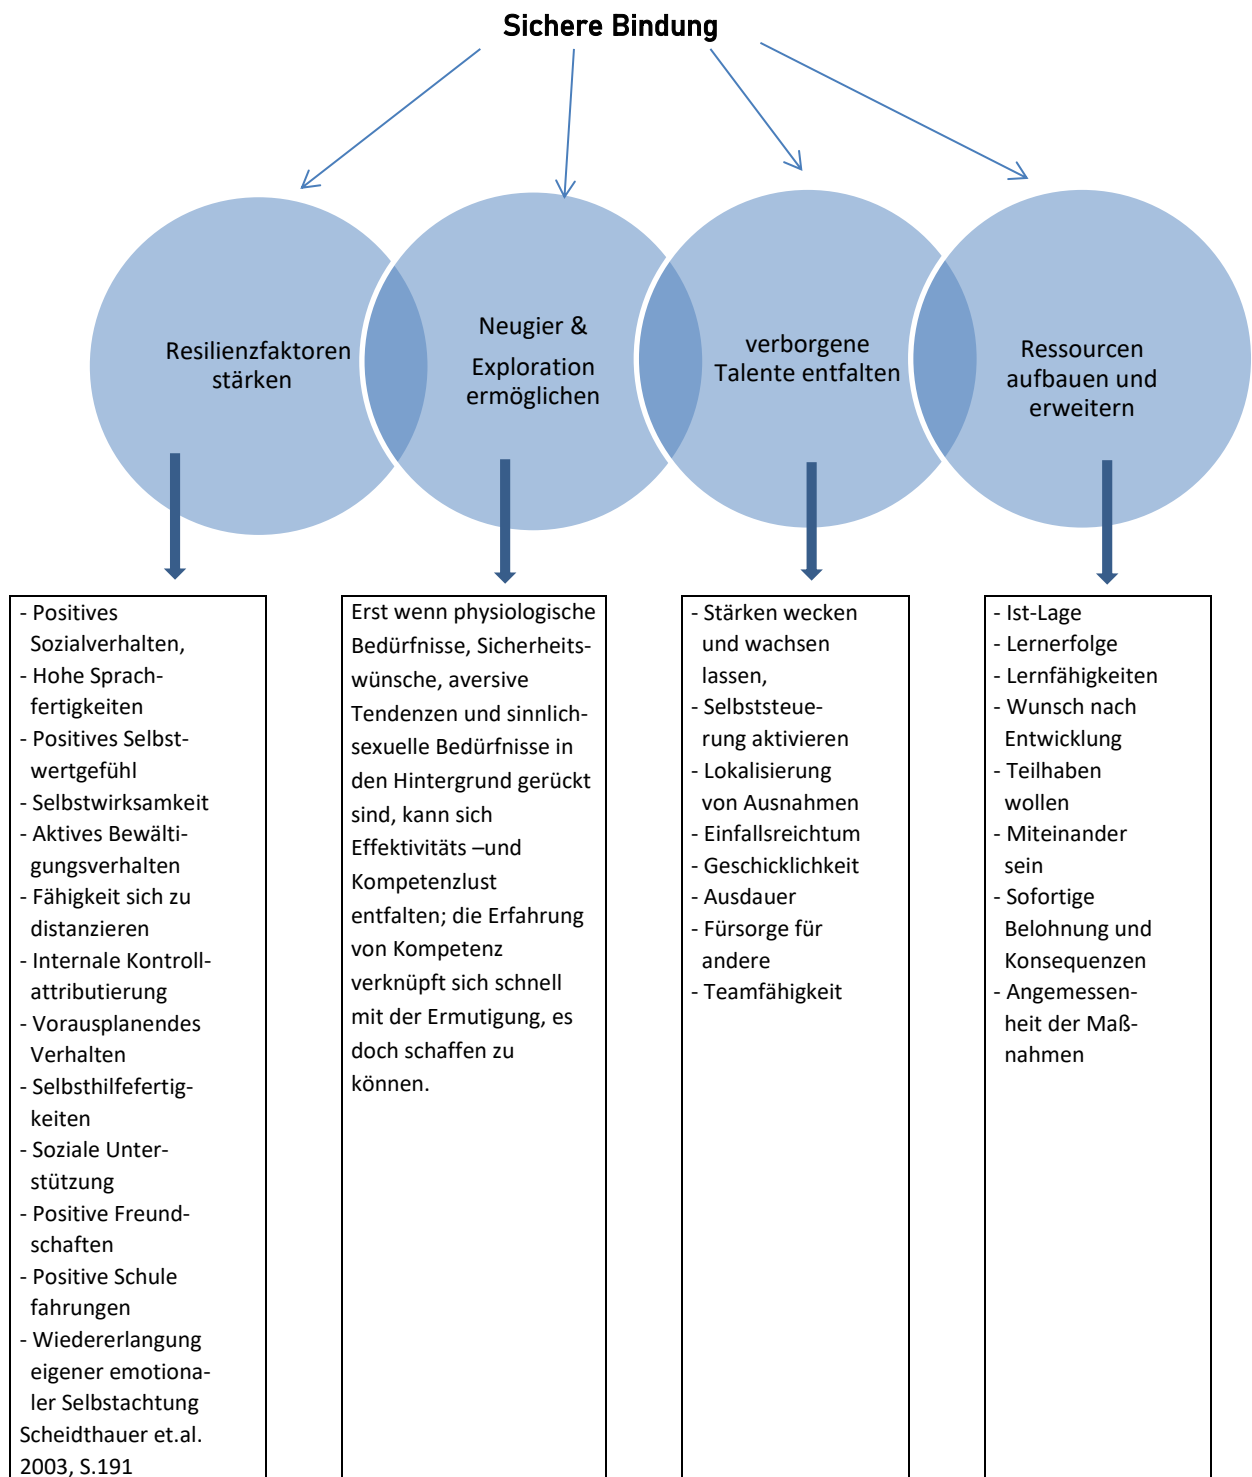 Sichere Bindung
Resilienzfaktoren
stärken
Neugier &
Exploration
ermöglichen
verborgene
Talente entfalten
Ressourcen
aufbauen und
erweitern
- Positives
Sozialverhalten,
- Hohe Sprach-
fertigkeiten
- Positives Selbst-
wertgefühl
- Selbstwirksamkeit
- Aktives Bewälti-
gungsverhalten
- Fähigkeit sich zu
distanzieren
- Internale Kontroll-
attributierung
- Vorausplanendes
Verhalten
- Selbsthilfefertig-
keiten
- Soziale Unter-
stützung
- Positive Freund-
schaften
- Positive Schule
fahrungen
- Wiedererlangung
eigener emotiona-
ler Selbstachtung
Scheidthauer et.al.
2003, S.191
Erst wenn physiologische
Bedürfnisse, Sicherheits-
wünsche, aversive
Tendenzen und sinnlich-
sexuelle Bedürfnisse in
den Hintergrund gerückt
sind, kann sich
Effektivitäts –und
Kompetenzlust
entfalten; die Erfahrung
von Kompetenz
verknüpft sich schnell
mit der Ermutigung, es
doch schaffen zu
können.
- Stärken wecken
und wachsen
lassen,
- Selbststeue-
rung aktivieren
- Lokalisierung
von Ausnahmen
- Einfallsreichtum
- Geschicklichkeit
- Ausdauer
- Fürsorge für
andere
- Teamfähigkeit
- Ist-Lage
- Lernerfolge
- Lernfähigkeiten
- Wunsch nach
Entwicklung
- Teilhaben
wollen
- Miteinander
sein
- Sofortige
Belohnung und
Konsequenzen
- Angemessen-
heit der Maß-
nahmen